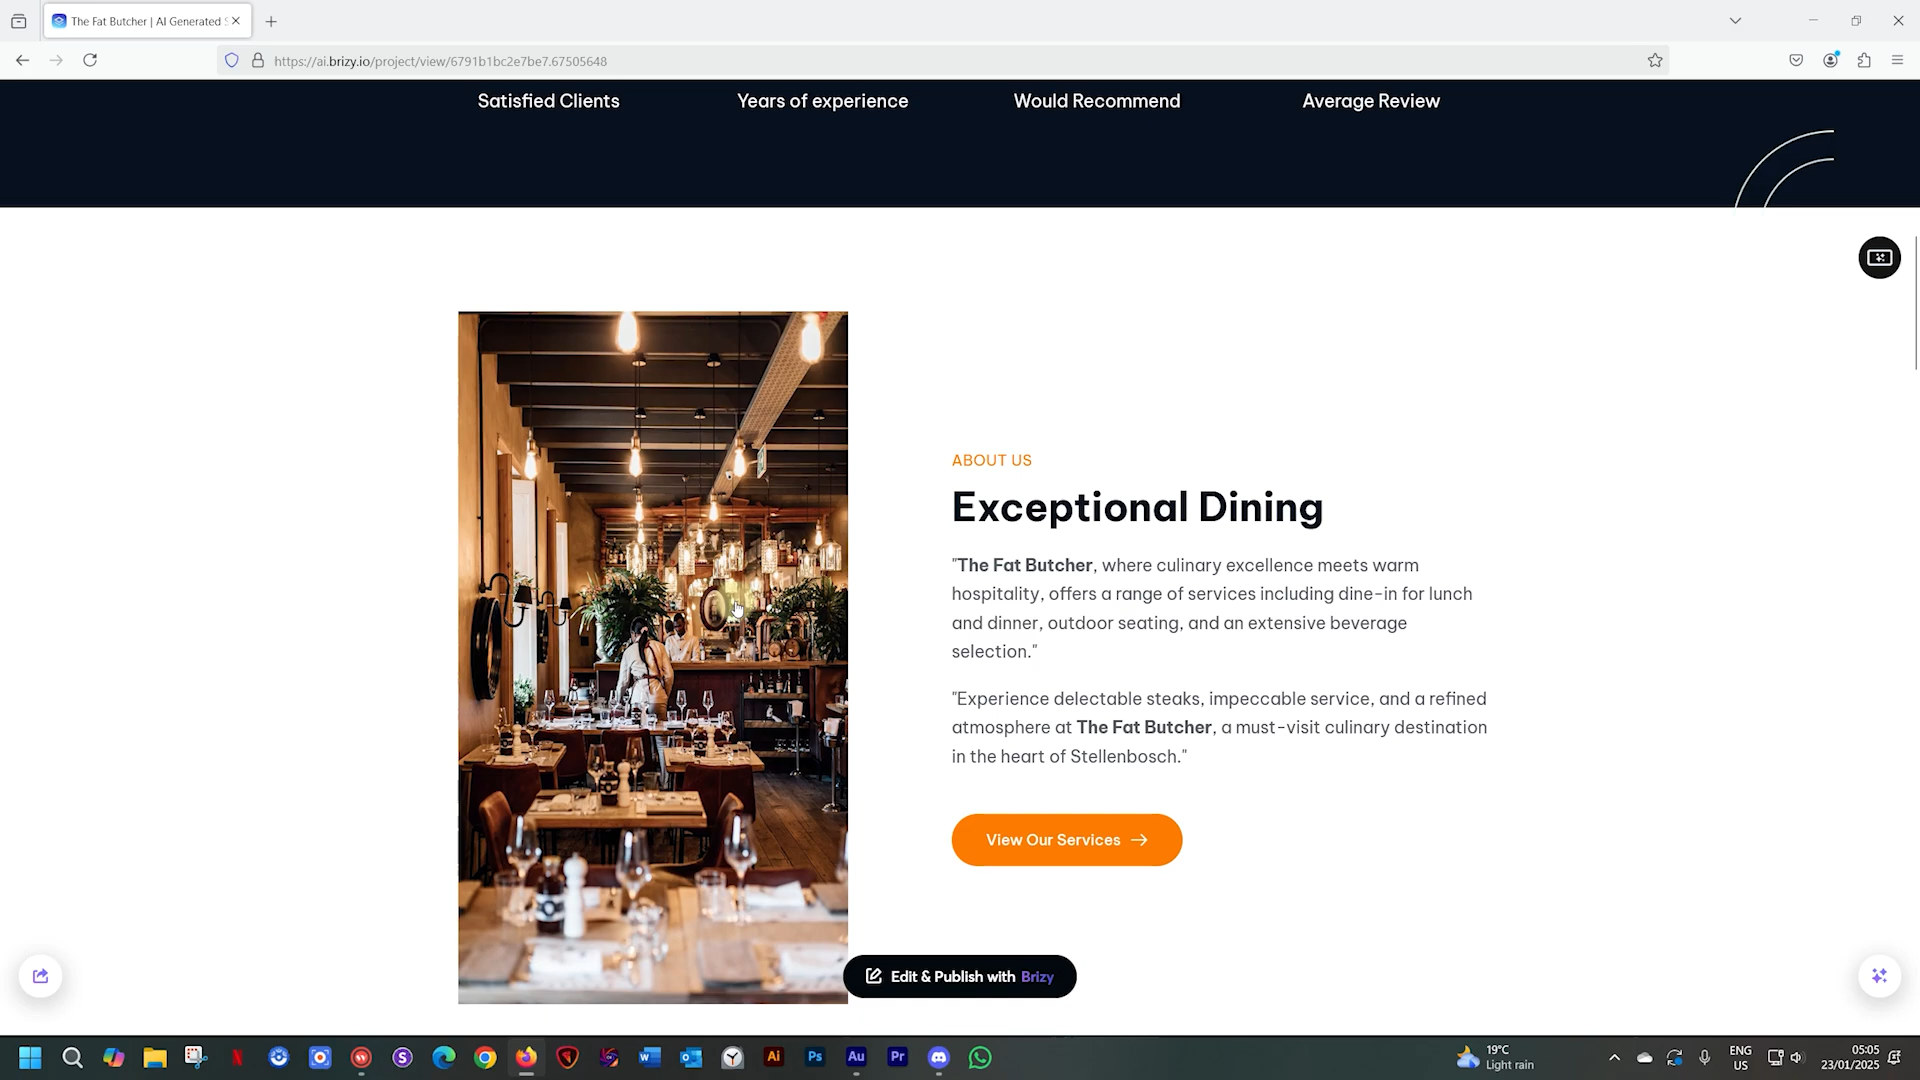 The Fat Butcher | AI Generated
https://ai.brizy.io/project/view/6791b1bc2e7be7.67505648
Satisfied Clients
Years of experience
Would Recommend
Average Review
ABOUT US
Exceptional Dining
"The Fat Butcher, where culinary excellence meets warm
hospitality, offers a range of services including dine-in for lunch
and dinner, outdoor seating, and an extensive beverage
selection."
"Experience delectable steaks, impeccable service, and a refined
atmosphere at The Fat Butcher, a must-visit culinary destination
in the heart of Stellenbosch."
View Our Services
Edit & Publish with Brizy
19°C
Light rain
ENG
US
05:05
23/01/2025
Ai
Ps
Au
Pr